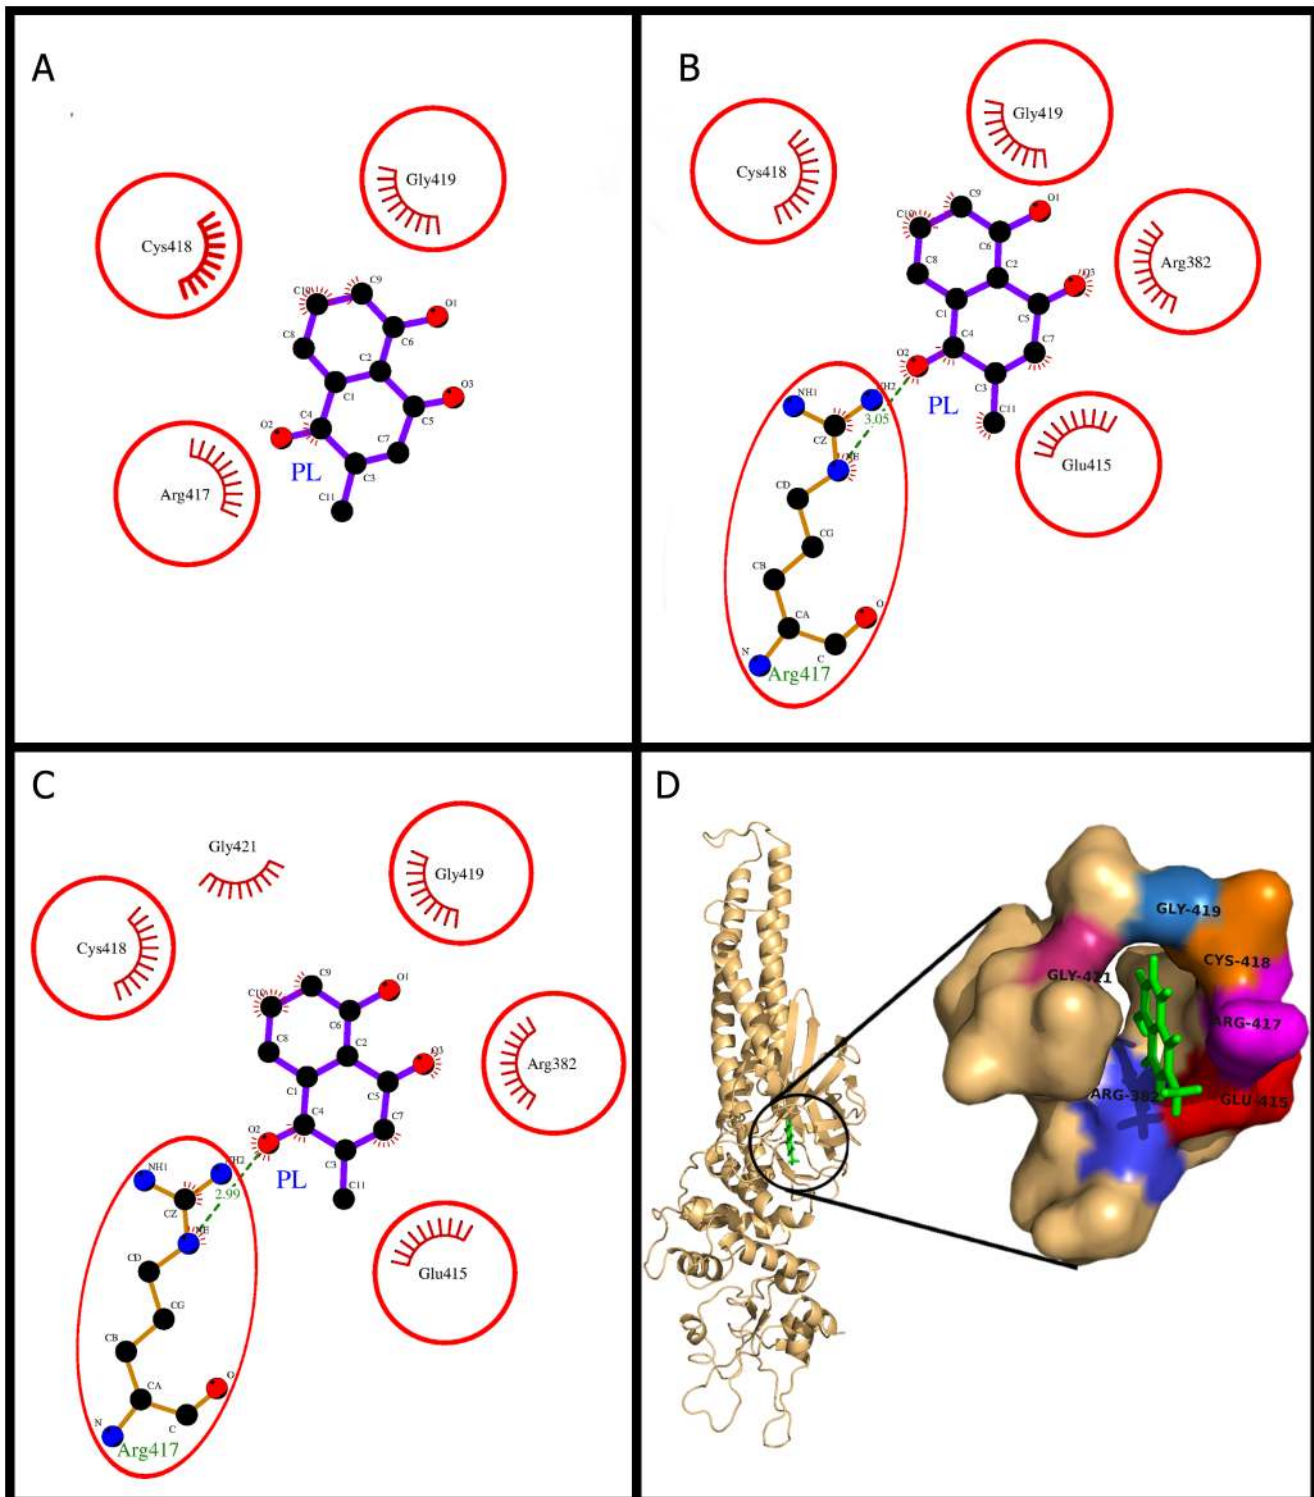 A
Gly419
Cys418
C9
C10
O1
C6
C8
C2
O3
C1
C5
C4
O2
C7
PL
C3
Arg417
C11
B
Gly419
Cys418
C9
O1
C10
C6
Arg382
C8
C2
O3
C1
C5
C4
C7
O2
C3
NH1
NH2
PL
C11
3.05
CZ
NE
Glu415
CD
CG
CB
CA
O
N
C
Arg417
C
Gly421
Gly419
Cys418
C9
O1
C10
C6
C8
C2
O3
Arg382
C1
C5
C4
C7
O2
C3
NH1
NH2
PL
C11
2.99
CZ
NE
Glu415
CD
CG
CB
CA
O
N
C
Arg417
D
GLY-419
CYS-418
GLY-421
ARG-417
ARG-382
GLU-415